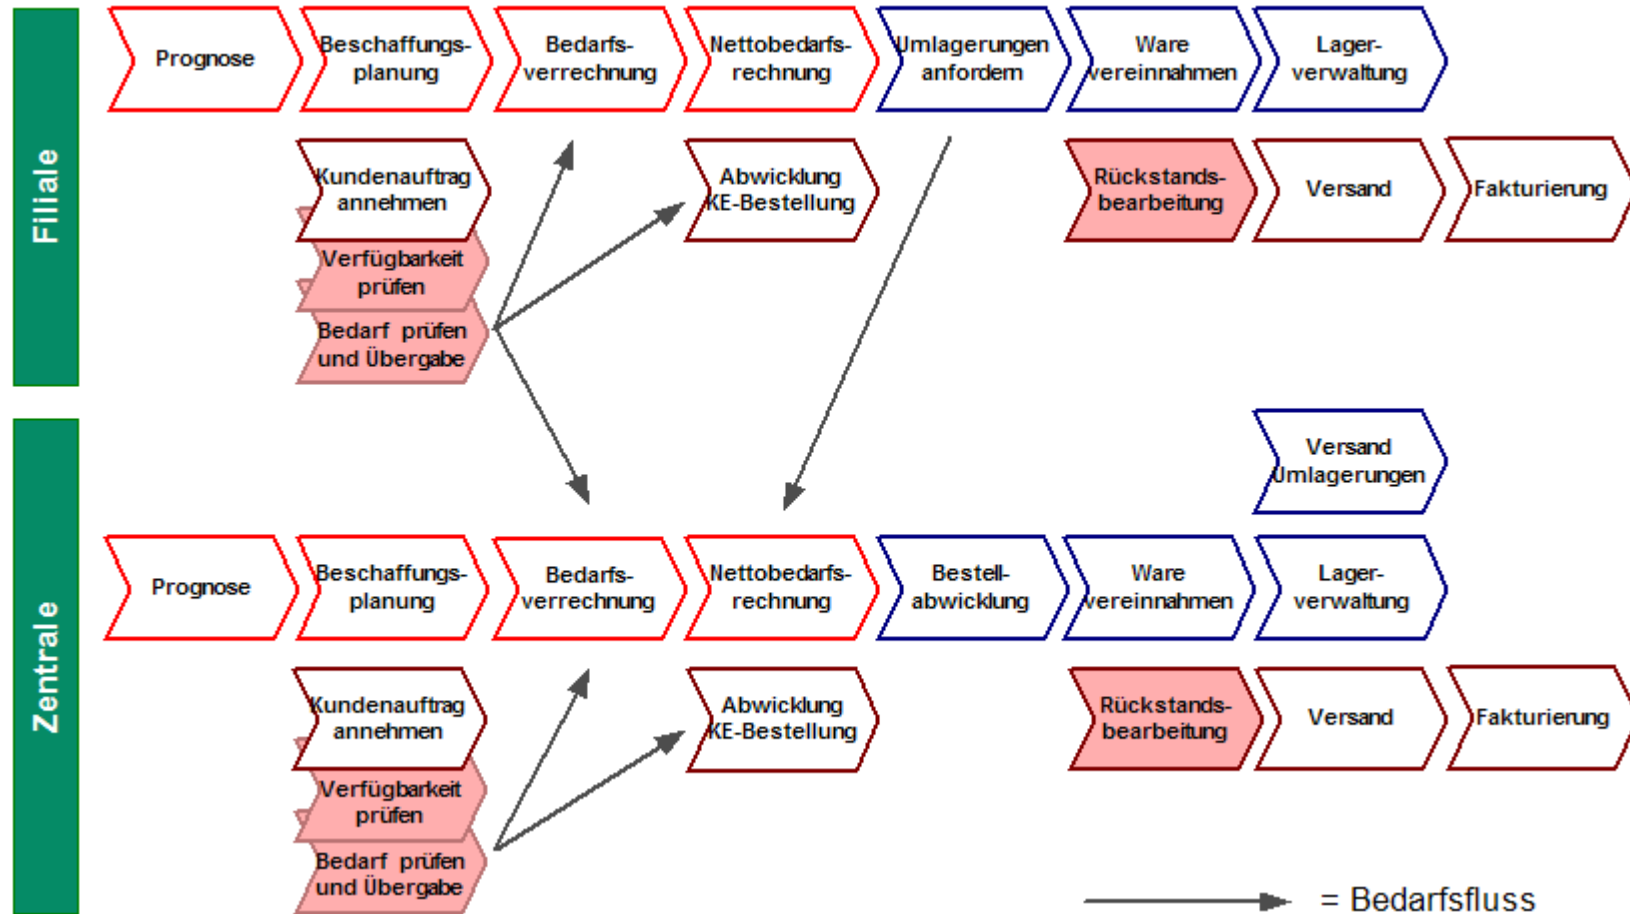 Filiale
Prognose
Beschaffungs-
planung
Bedarfs-
verrechnung
Nettobedarfs-
rechnung
Umlagerungen
anfordern
Ware
vereinnahmen
Lager-
verwaltung
Kundenauftrag
annehmen
Verfügbarkeit
prüfen
Bedarf prüfen
und Übergabe
Abwicklung
KE-Bestellung
Rückstands-
bearbeitung
Versand
Fakturierung
Zentrale
Versand
Umlagerungen
Prognose
Beschaffungs-
planung
Bedarfs-
verrechnung
Nettobedarfs-
rechnung
Bestell-
abwicklung
Ware
vereinnahmen
Lager-
verwaltung
Kundenauftrag
annehmen
Verfügbarkeit
prüfen
Bedarf prüfen
und Übergabe
Abwicklung
KE-Bestellung
Rückstands-
bearbeitung
Versand
Fakturierung
= Bedarfsfluss